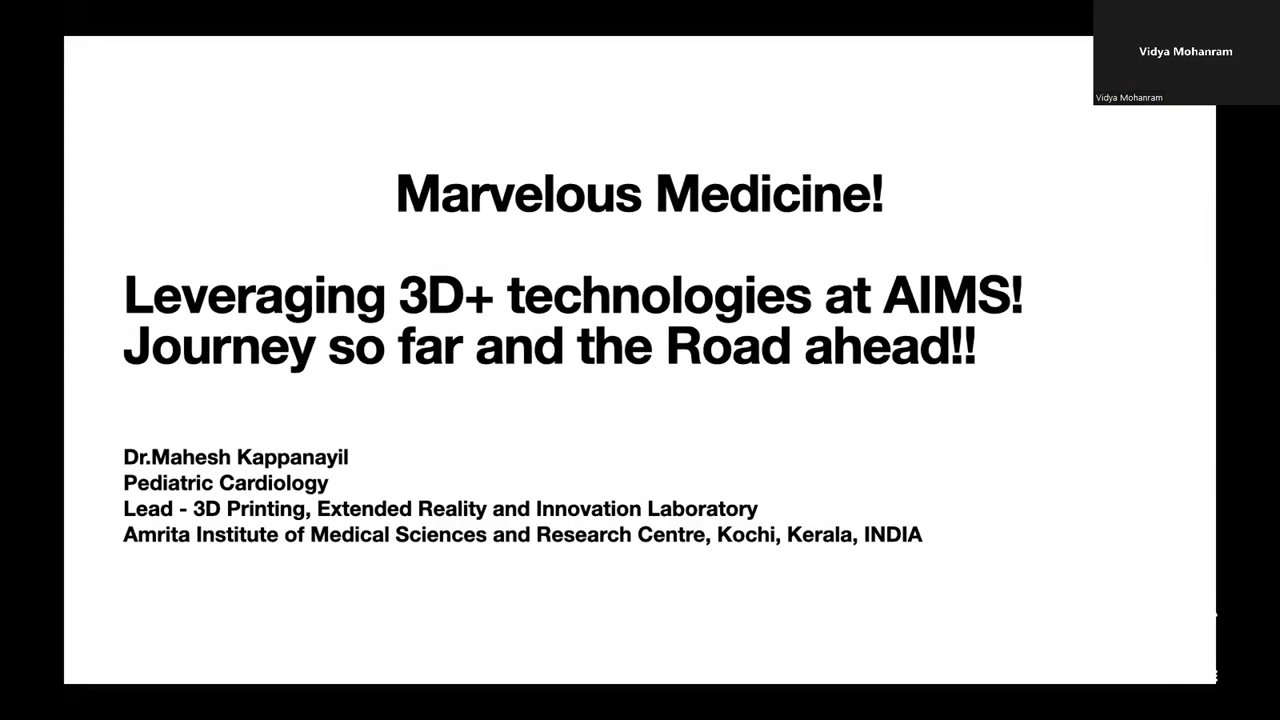 Vidya Mohanram
Vidya Mohanram
Marvelous Medicine!
Leveraging 3D+ technologies at AIMS!
Journey so far and the Road ahead!!
Dr.Mahesh Kappanayil
Pediatric Cardiology
Lead - 3D Printing, Extended Reality and Innovation Laboratory
Amrita Institute of Medical Sciences and Research Centre, Kochi, Kerala, INDIA